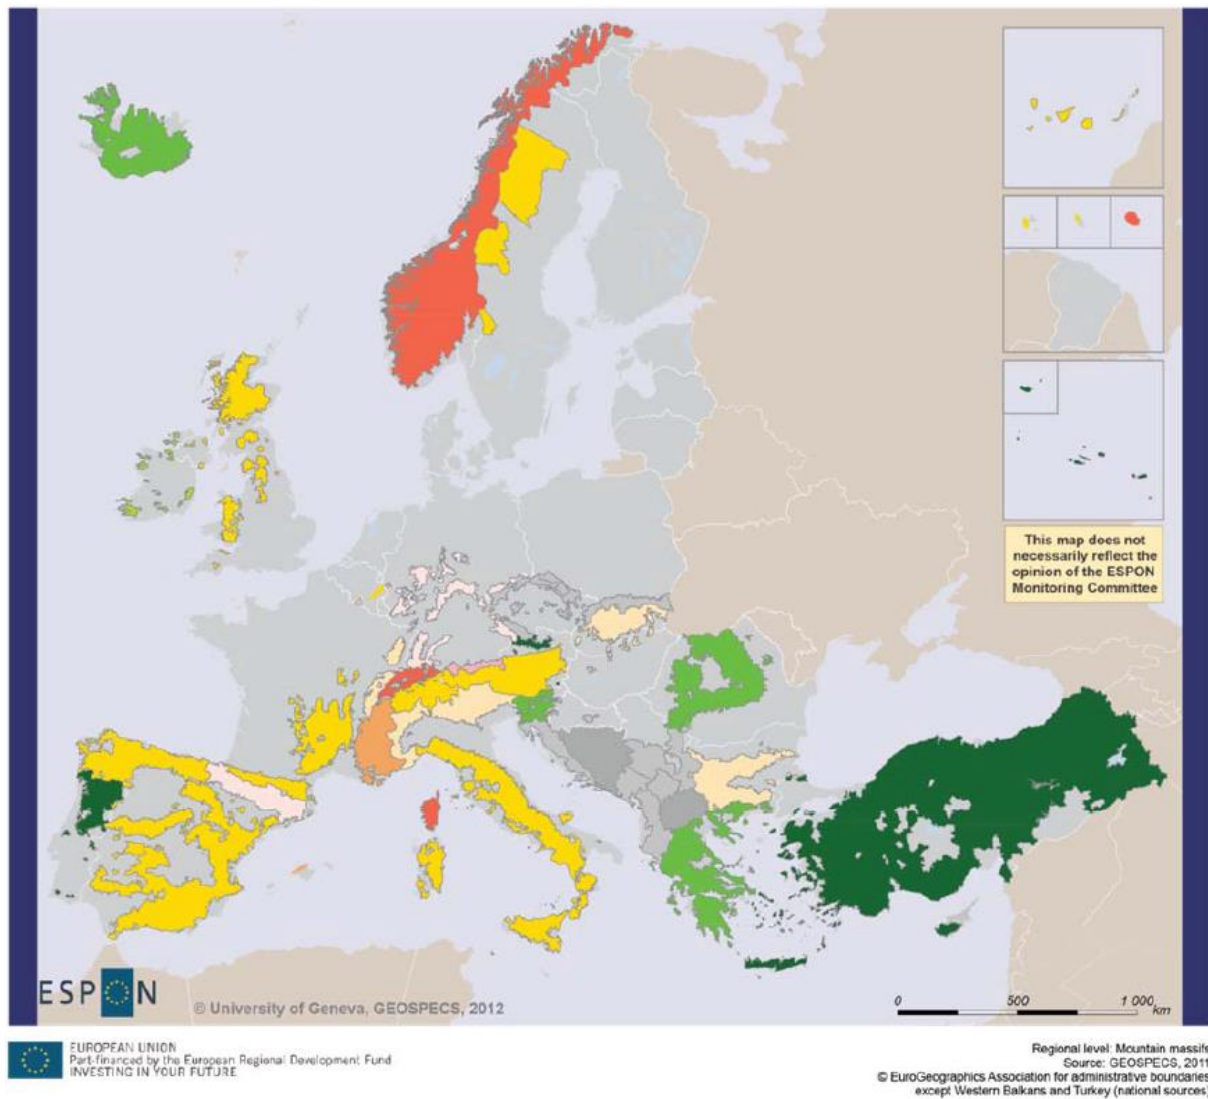 This map does not
necessarily reflect the
opinion of the ESPON
Monitoring Committee
ESPON
© University of Geneva, GEOSPECS, 2012
0 500 1 000
km
EUROPEAN UNION
Part-financed by the European Regional Development Fund
INVESTING IN YOUR FUTURE
Regional level: Mountain massifs
Source: GEOSPECS, 2011
© EuroGeographics Association for administrative boundaries
except Western Balkans and Turkey (national sources)